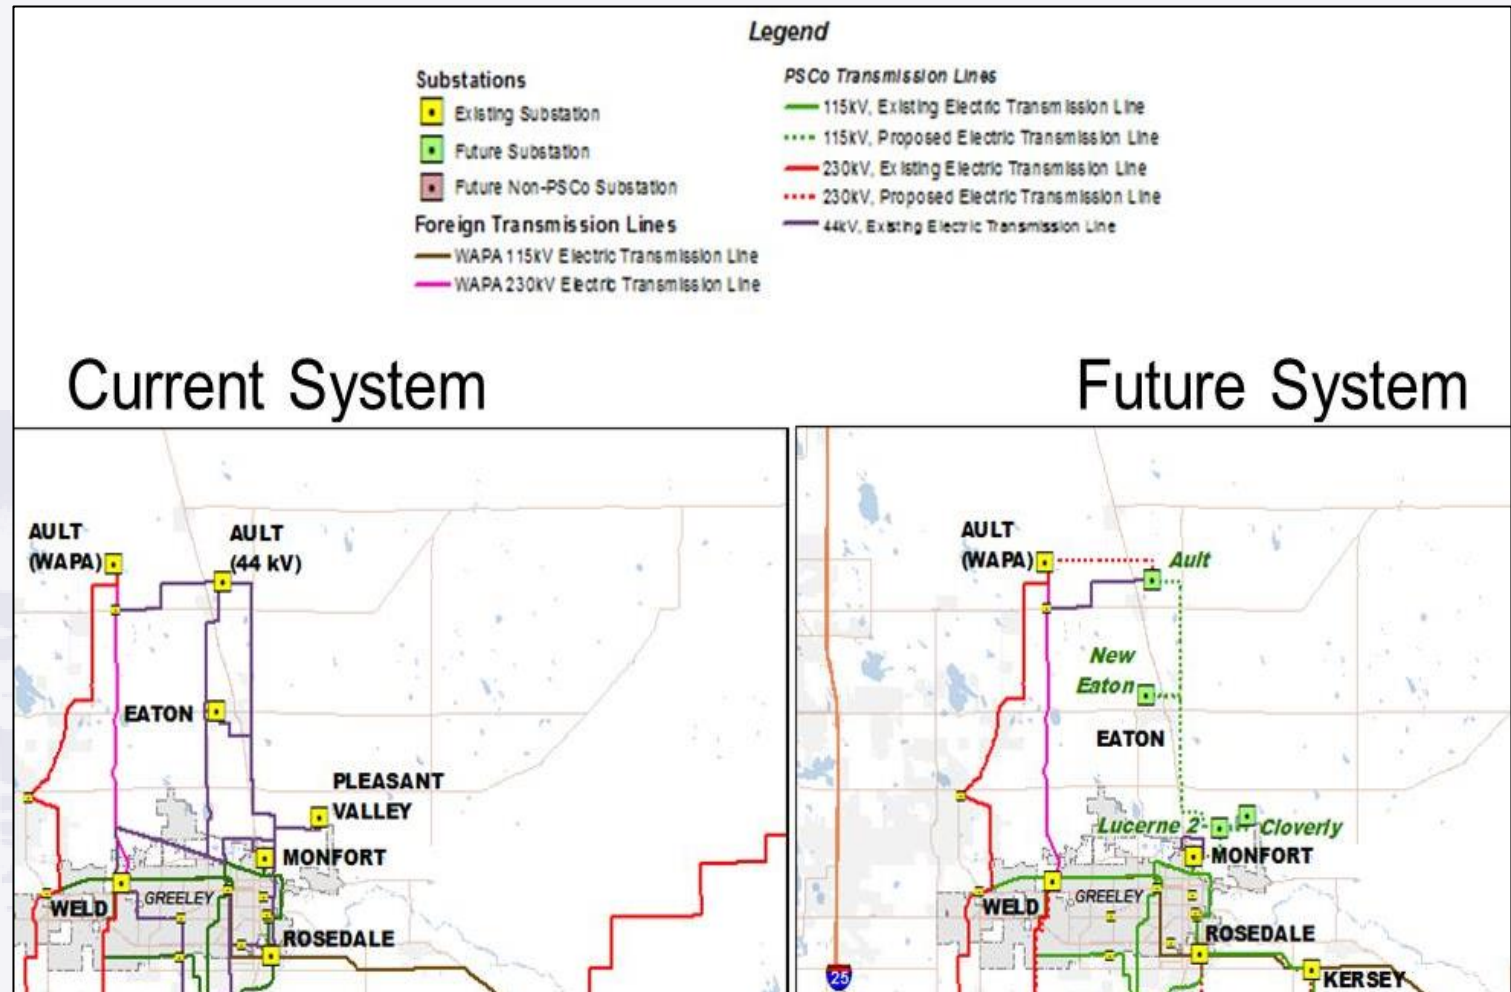 Legend
Substations
Existing Substation
Future Substation
Future Non-PSCo Substation
Foreign Transmission Lines
WAPA 115kV Electric Transmission Line
WAPA 230kV Electric Transmission Line
PSCo Transmission Lines
115kV, Existing Electric Transmission Line
115kV, Proposed Electric Transmission Line
230kV, Existing Electric Transmission Line
230kV, Proposed Electric Transmission Line
44kV, Existing Electric Transmission Line
Current System
AULT
(WAPA)
AULT
(44 kV)
EATON
PLEASANT
VALLEY
MONFORT
WELD
GREELEY
ROSEDALE
Future System
AULT
(WAPA)
Ault
New
Eaton
EATON
Lucerne 2
Cloverly
MONFORT
WELD
GREELEY
ROSEDALE
KERSEY
25